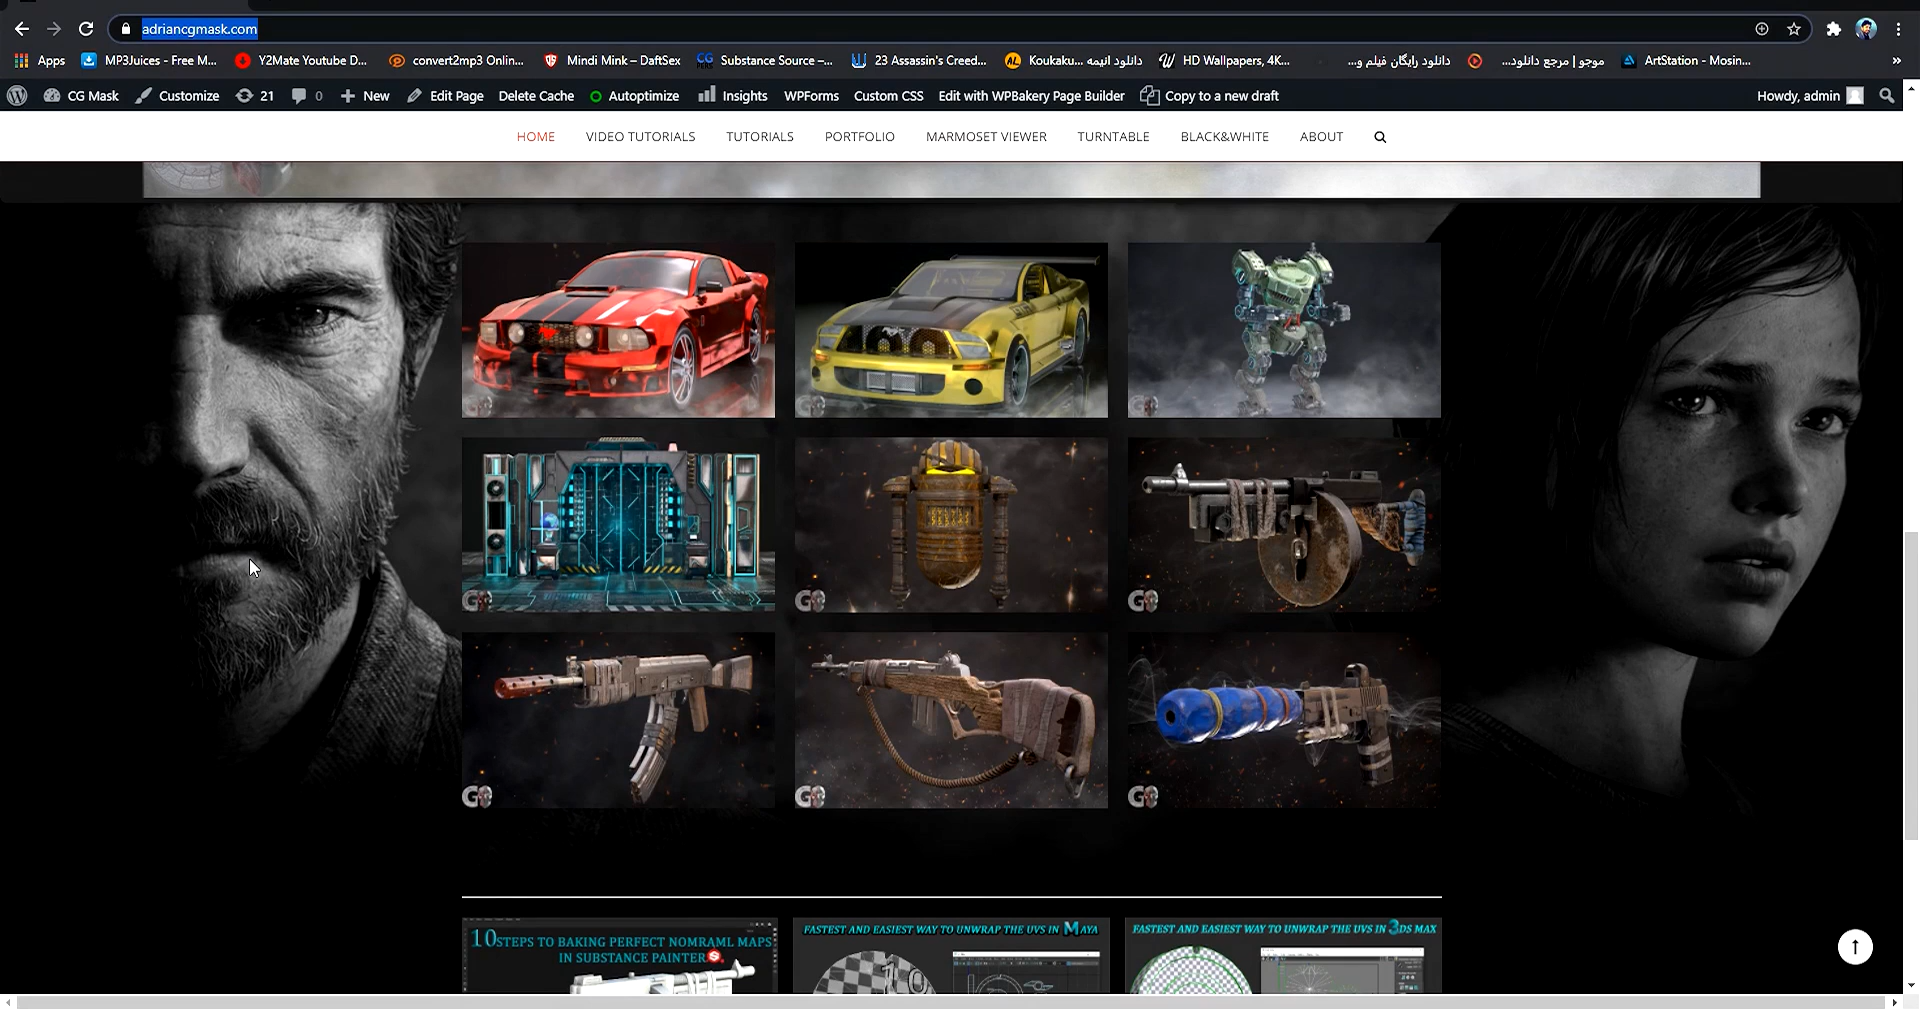 adriancgmask.com
Apps
MP3Juices - Free M...
Y2Mate Youtube D...
convert2mp3 Onlin...
Mindi Mink – DaftSex
Substance Source –...
23 Assassin's Creed...
Koukaku... دانلود انیمه
HD Wallpapers, 4K...
دانلود رایگان فیلم و...
موجو | مرجع دانلود...
ArtStation - Mosin...
»
CG Mask
Customize
21
0
New
Edit Page
Delete Cache
Autoptimize
Insights
WPForms
Custom CSS
Edit with WPBakery Page Builder
Copy to a new draft
Howdy, admin
HOME
VIDEO TUTORIALS
TUTORIALS
PORTFOLIO
MARMOSET VIEWER
TURNTABLE
BLACK&WHITE
ABOUT
10STEPS TO BAKING PERFECT NOMRAML MAPS
IN SUBSTANCE PAINTER
FASTEST AND EASIEST WAY TO UNWRAP THE UVS IN MAYA
FASTEST AND EASIEST WAY TO UNWRAP THE UVS IN 3DS MAX